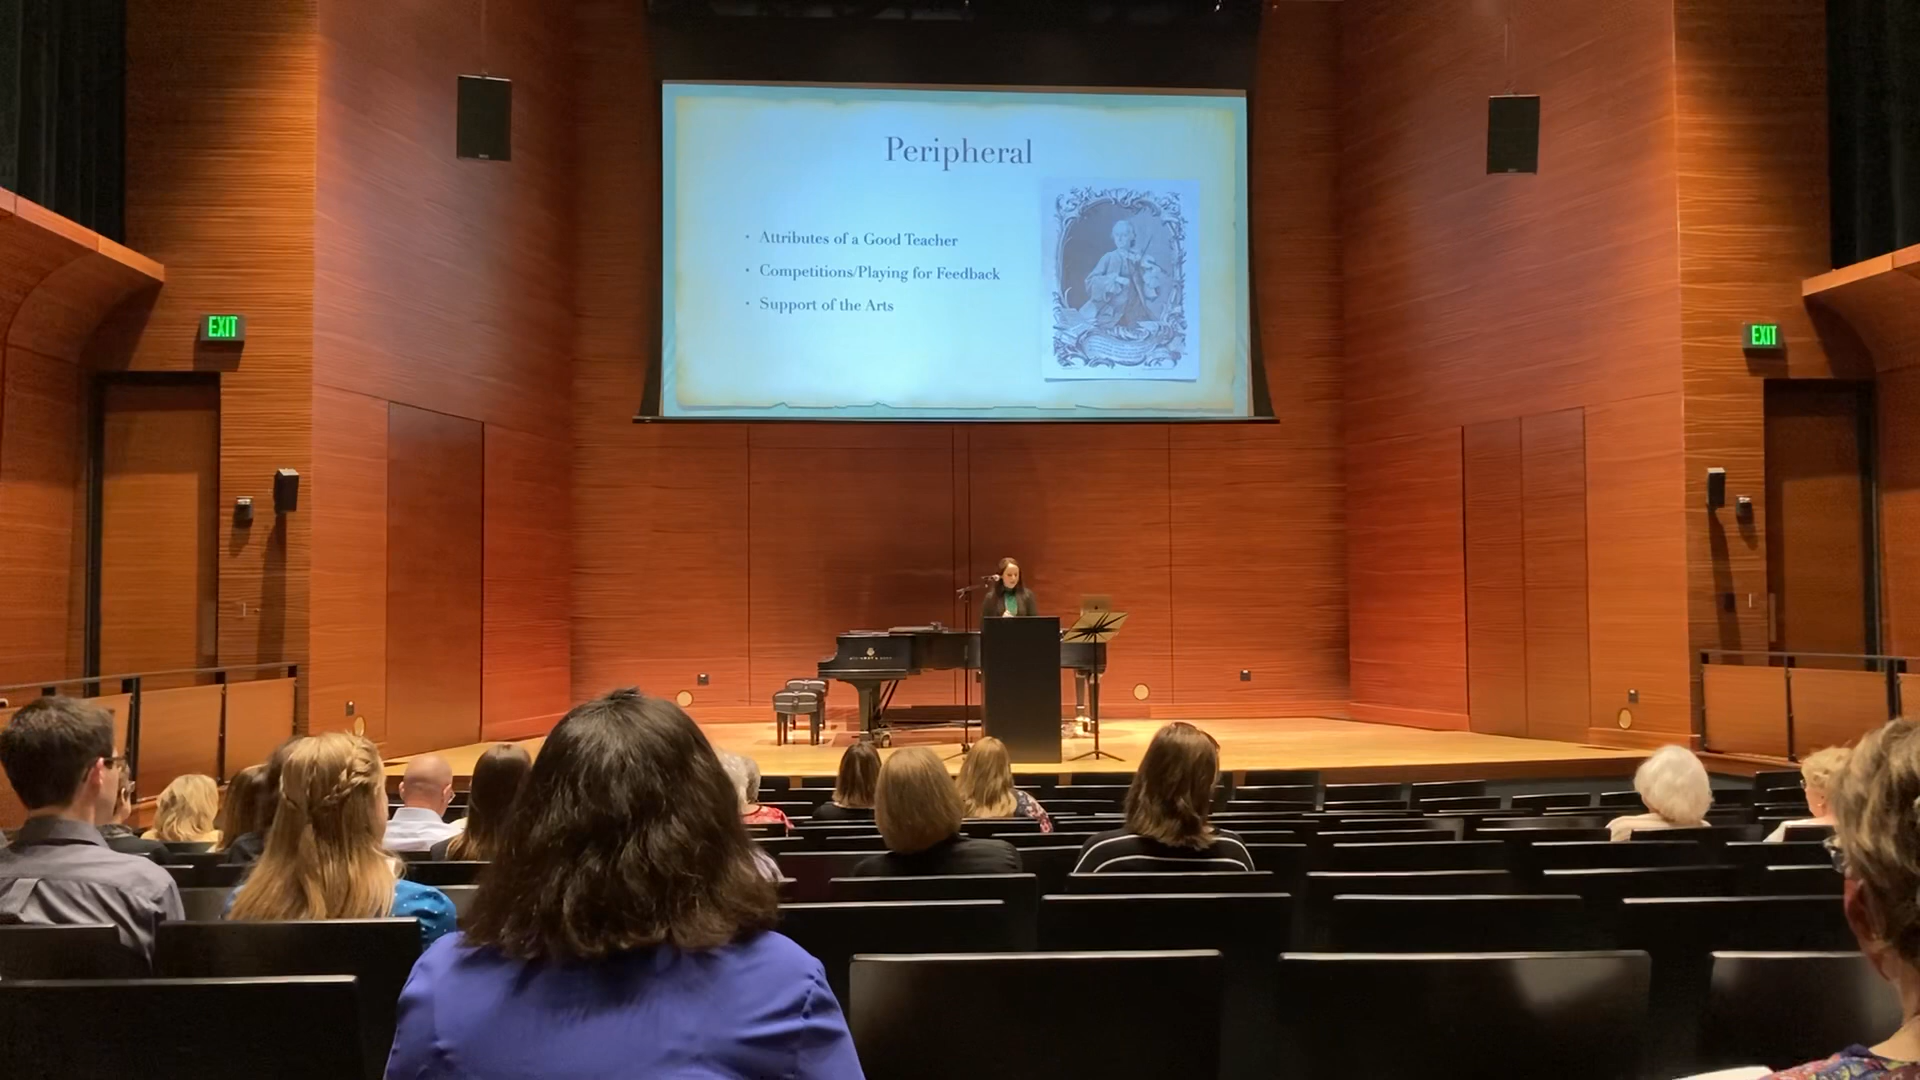 Peripheral
• Attributes of a Good Teacher
• Competitions/Playing for Feedback
• Support of the Arts
EXIT
EXIT